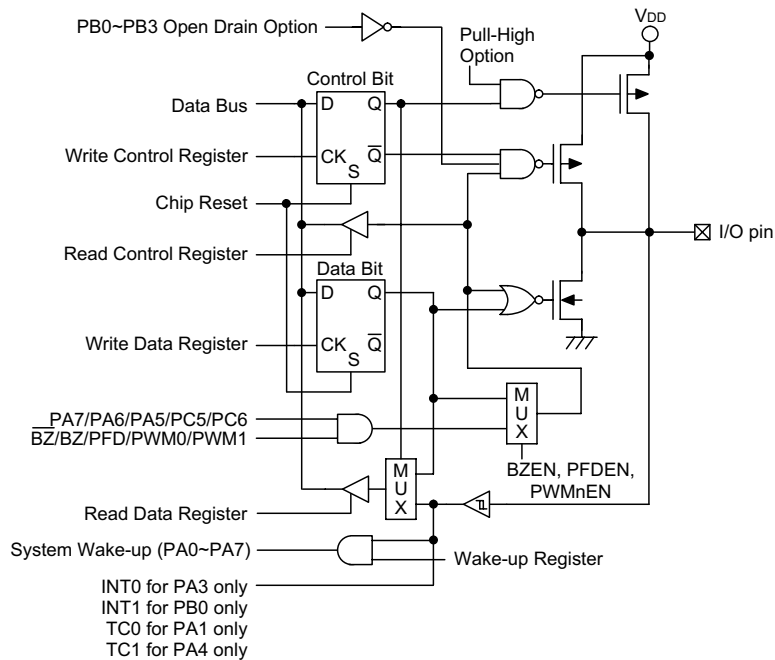 PB0~PB3 Open Drain Option
VDD
Pull-High
Option
Control Bit
Data Bus
D
Q
Write Control Register
CK
Q̅
S
Chip Reset
I/O pin
Read Control Register
Data Bit
D
Q
Write Data Register
CK
Q̅
S
PA7/PA6/PA5/PC5/PC6
B̅Z̅/BZ/PFD/PWM0/PWM1
M
U
X
BZEN, PFDEN,
PWMnEN
M
U
X
Read Data Register
System Wake-up (PA0~PA7)
Wake-up Register
INT0 for PA3 only
INT1 for PB0 only
TC0 for PA1 only
TC1 for PA4 only